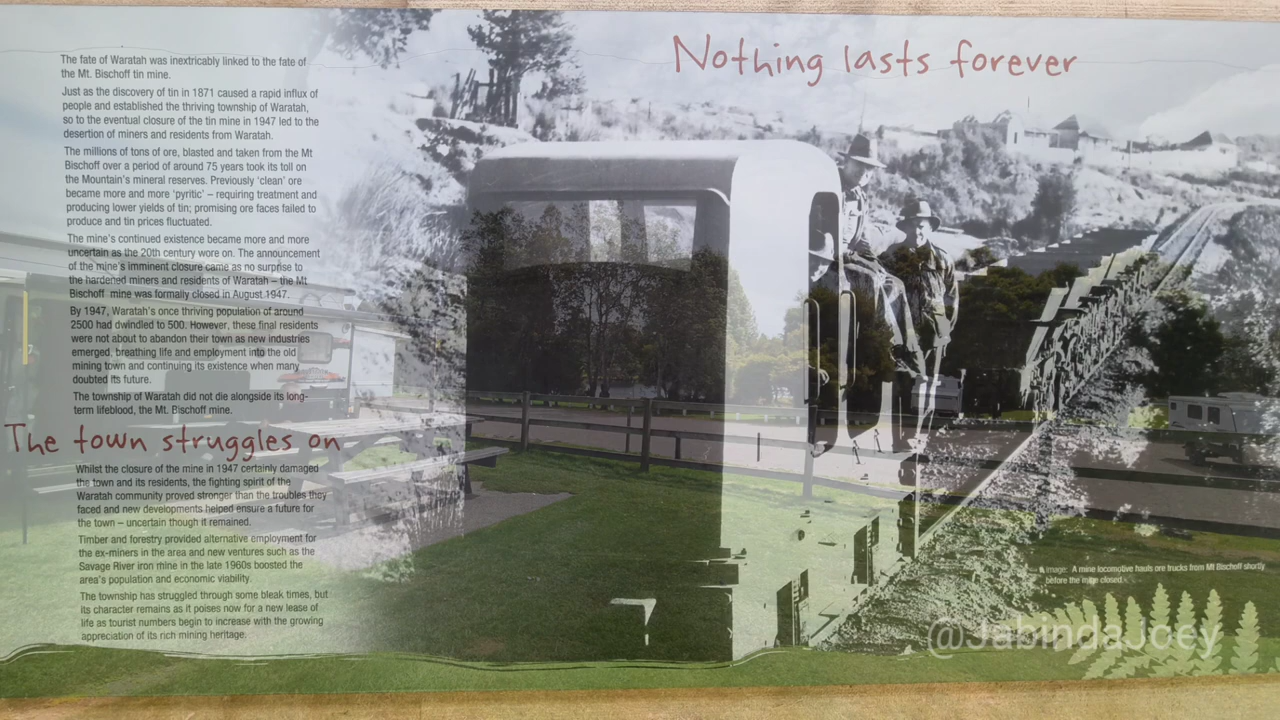 Nothing lasts forever
The fate of Waratah was inextricably linked to the fate of
the Mt. Bischoff tin mine.
Just as the discovery of tin in 1871 caused a rapid influx of
people and established the thriving township of Waratah,
so to the eventual closure of the tin mine in 1947 led to the
desertion of miners and residents from Waratah.
The millions of tons of ore, blasted and taken from the Mt
Bischoff over a period of around 75 years took its toll on
the Mountain's mineral reserves. Previously 'clean' ore
became more and more 'pyritic' – requiring treatment and
producing lower yields of tin; promising ore faces failed to
produce and tin prices fluctuated.
The mine's continued existence became more and more
uncertain as the 20th century wore on. The announcement
of the mine's imminent closure came as no surprise to
the hardened miners and residents of Waratah – the Mt
Bischoff mine was formally closed in August 1947.
By 1947, Waratah's once thriving population of around
2500 had dwindled to 500. However, these final residents
were not about to abandon their town as new industries
emerged, breathing life and employment into the old
mining town and continuing its existence when many
doubted its future.
The township of Waratah did not die alongside its long-
term lifeblood, the Mt. Bischoff mine.
The town struggles on
Whilst the closure of the mine in 1947 certainly damaged
the town and its residents, the fighting spirit of the
Waratah community proved stronger than the troubles they
faced and new developments helped ensure a future for
the town – uncertain though it remained.
Timber and forestry provided alternative employment for
the ex-miners in the area and new ventures such as the
Savage River iron mine in the late 1960s boosted the
area's population and economic viability.
The township has struggled through some bleak times, but
its character remains as it poises now for a new lease of
life as tourist numbers begin to increase with the growing
appreciation of its rich mining heritage.
Image: A mine locomotive hauls ore trucks from Mt Bischoff shortly
before the mine closed.
@JabindaJoey